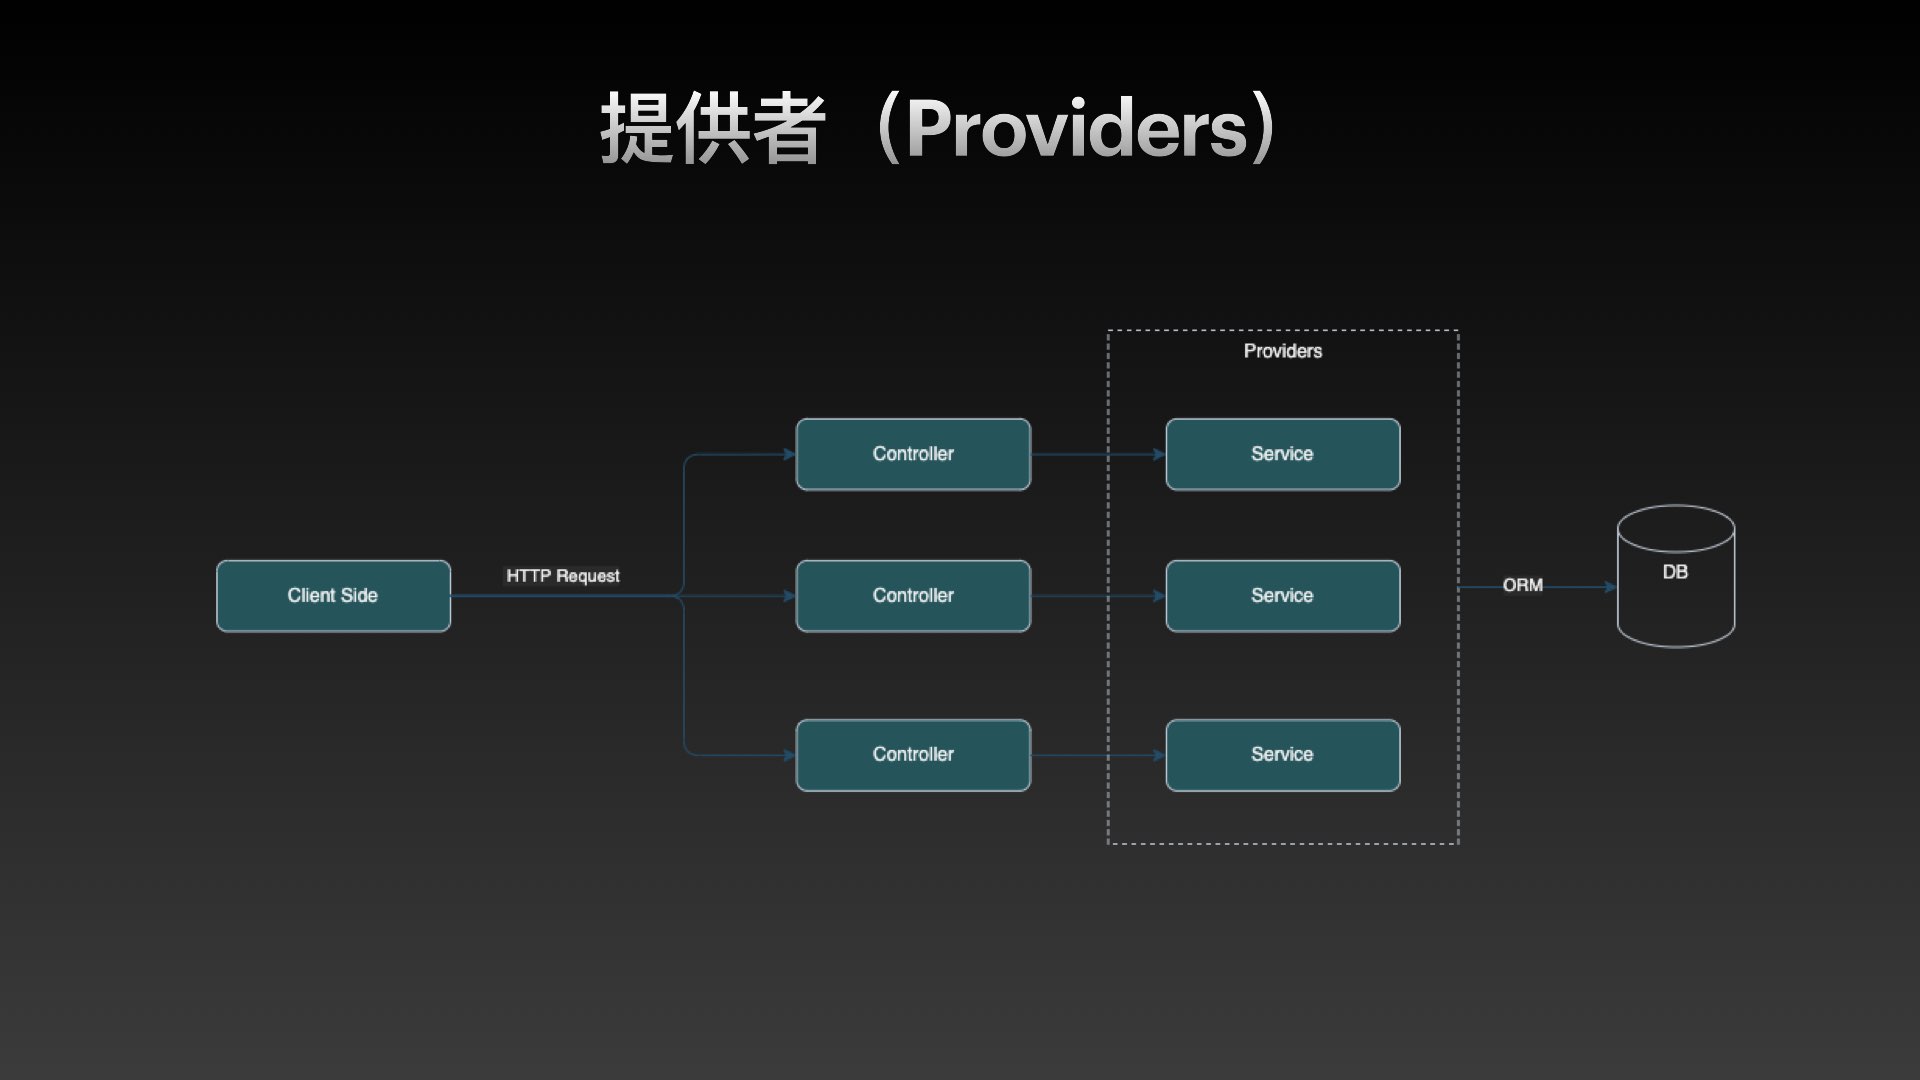 提供者（Providers）
Providers
Controller
Service
Client Side
HTTP Request
Controller
Service
ORM
DB
Controller
Service